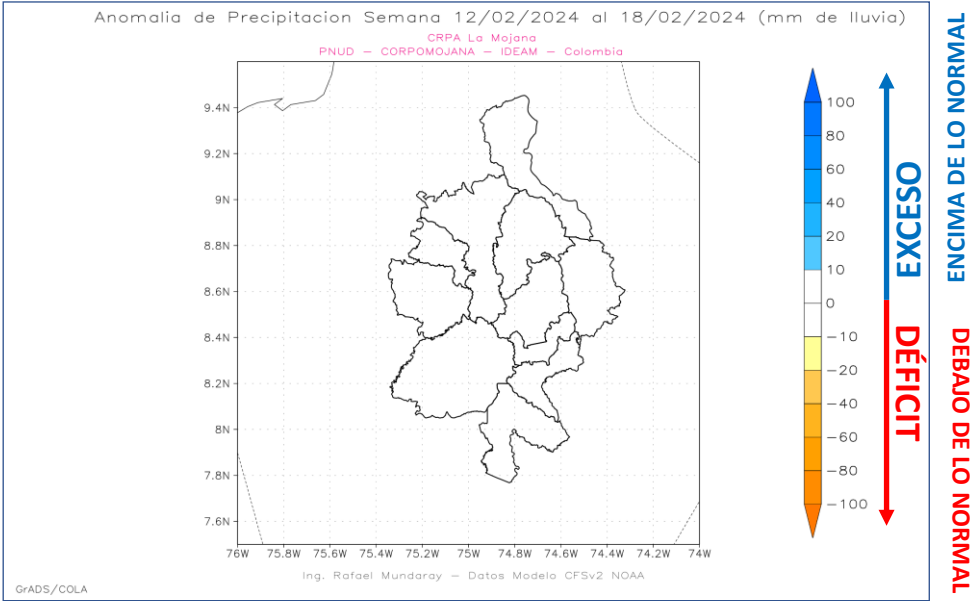 Anomalia de Precipitacion Semana 12/02/2024 al 18/02/2024 (mm de lluvia)
CRPA La Mojana
PNUD – CORPOMOJANA – IDEAM – Colombia
9.4N
9.2N
9N
8.8N
8.6N
8.4N
8.2N
8N
7.8N
7.6N
76W 75.8W 75.6W 75.4W 75.2W 75W 74.8W 74.6W 74.4W 74.2W 74W
100
80
60
40
20
10
0
−10
−20
−40
−60
−80
−100
EXCESO
DÉFICIT
ENCIMA DE LO NORMAL
DEBAJO DE LO NORMAL
Ing. Rafael Mundaray – Datos Modelo CFSv2 NOAA
GrADS/COLA